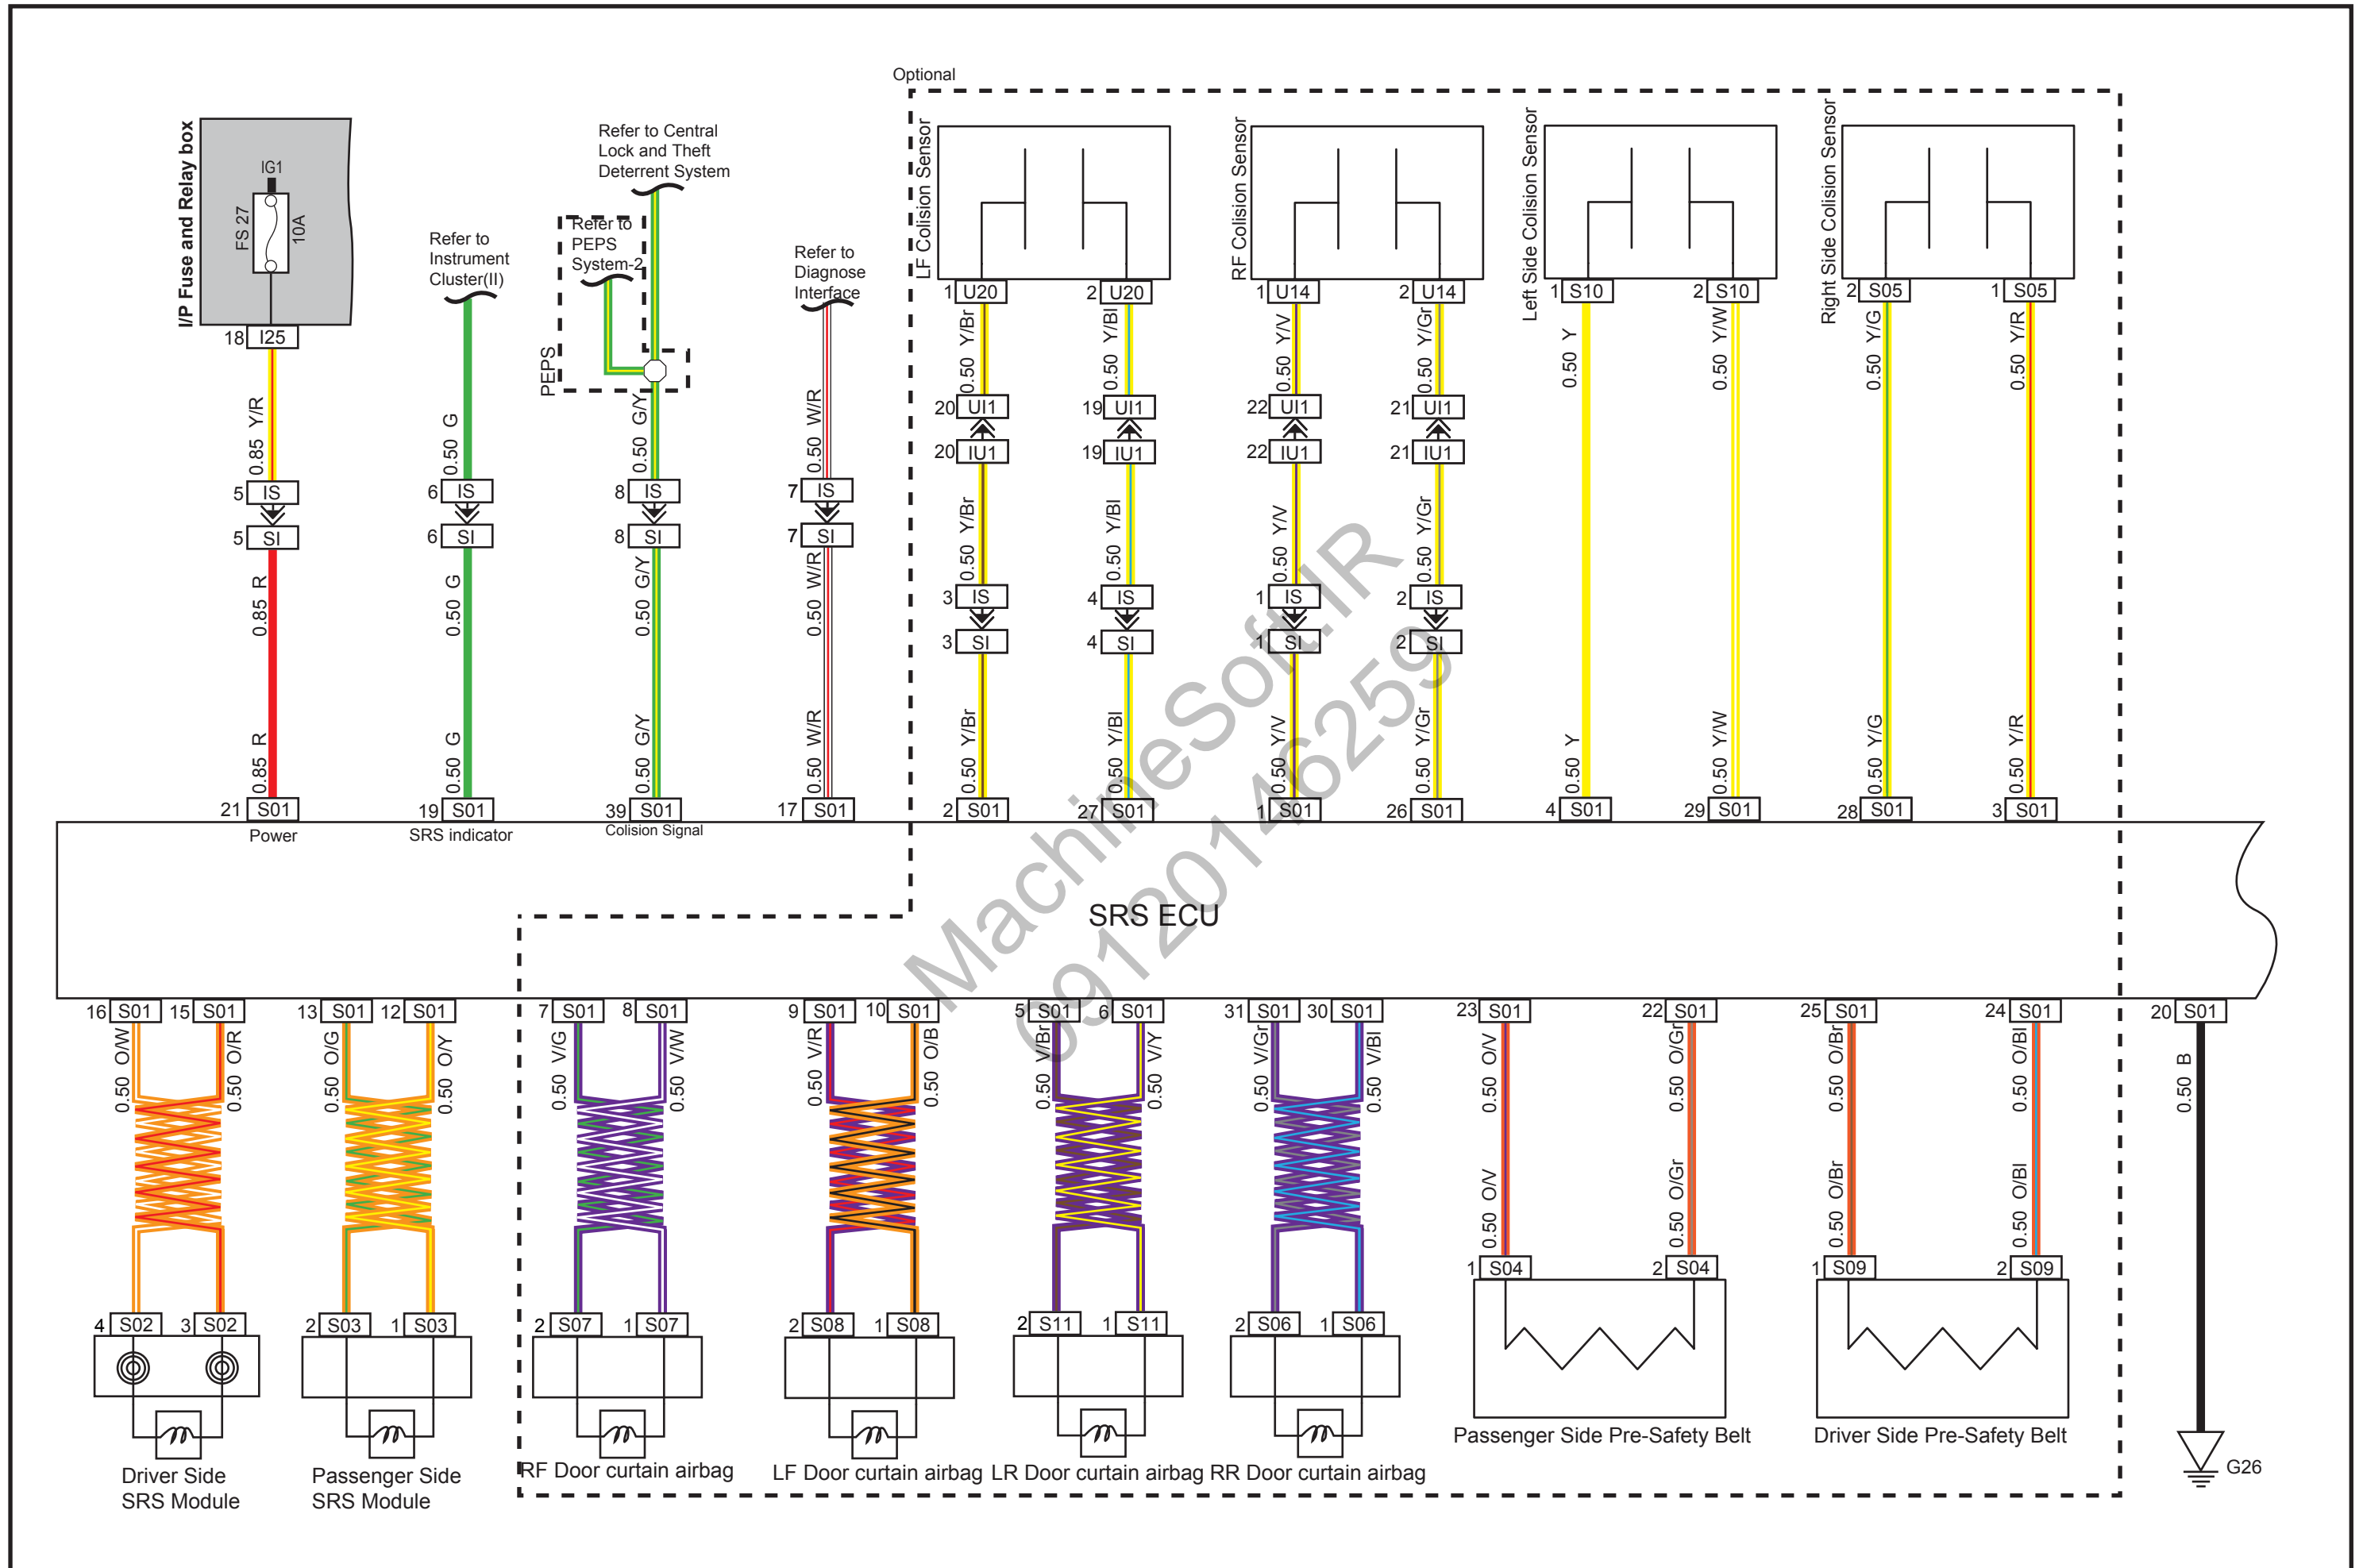 Optional
I/P Fuse and Relay box
IG1
FS 27
10A
18 I25
0.85 Y/R
5 IS
5 SI
0.85 R
0.85 R
21 S01
Power
Refer to
Instrument
Cluster(II)
0.50 G
6 IS
6 SI
0.50 G
0.50 G
19 S01
SRS indicator
Refer to Central
Lock and Theft
Deterrent System
Refer to
PEPS
System-2
PEPS
0.50 G/Y
8 IS
8 SI
0.50 G/Y
0.50 G/Y
39 S01
Colision Signal
Refer to
Diagnose
Interface
0.50 W/R
7 IS
7 SI
0.50 W/R
0.50 W/R
17 S01
LF Colision Sensor
1 U20
2 U20
0.50 Y/Br
0.50 Y/Bl
20 UI1
19 UI1
20 IU1
19 IU1
0.50 Y/Br
0.50 Y/Bl
3 IS
4 IS
3 SI
4 SI
0.50 Y/Br
0.50 Y/Bl
2 S01
27 S01
RF Colision Sensor
1 U14
2 U14
0.50 Y/V
0.50 Y/Gr
22 UI1
21 UI1
22 IU1
21 IU1
0.50 Y/V
0.50 Y/Gr
1 IS
2 IS
1 SI
2 SI
0.50 Y/V
0.50 Y/Gr
1 S01
26 S01
Left Side Colision Sensor
1 S10
2 S10
0.50 Y
0.50 Y/W
0.50 Y
0.50 Y/W
4 S01
29 S01
Right Side Colision Sensor
2 S05
1 S05
0.50 Y/G
0.50 Y/R
0.50 Y/G
0.50 Y/R
28 S01
3 S01
SRS ECU
MachineSoft.IR
09120146259
16 S01
15 S01
0.50 O/W
0.50 O/R
4 S02
3 S02
Driver Side
SRS Module
13 S01
12 S01
0.50 O/G
0.50 O/Y
2 S03
1 S03
Passenger Side
SRS Module
7 S01
8 S01
0.50 V/G
0.50 V/W
2 S07
1 S07
RF Door curtain airbag
9 S01
10 S01
0.50 V/R
0.50 O/B
2 S08
1 S08
LF Door curtain airbag
5 S01
6 S01
0.50 V/Br
0.50 V/Y
2 S11
1 S11
LR Door curtain airbag
31 S01
30 S01
0.50 V/Gr
0.50 V/Bl
2 S06
1 S06
RR Door curtain airbag
23 S01
22 S01
0.50 O/V
0.50 O/Gr
0.50 O/V
0.50 O/Gr
1 S04
2 S04
Passenger Side Pre-Safety Belt
25 S01
24 S01
0.50 O/Br
0.50 O/Bl
0.50 O/Br
0.50 O/Bl
1 S09
2 S09
Driver Side Pre-Safety Belt
20 S01
0.50 B
G26